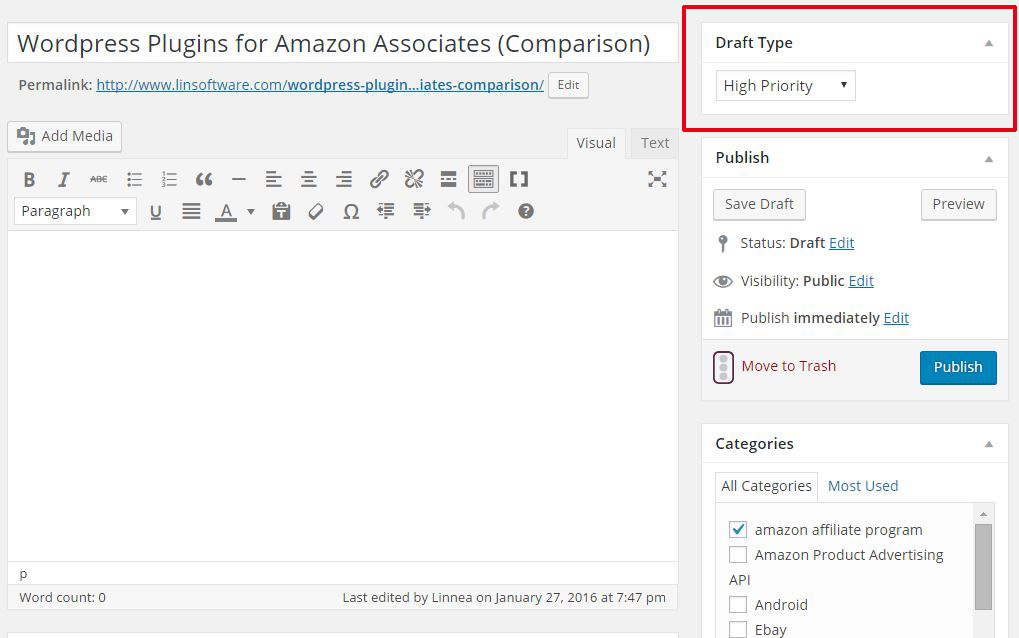 Wordpress Plugins for Amazon Associates (Comparison)
Permalink: http://www.linsoftware.com/wordpress-plugin...iates-comparison/ Edit
Add Media
Visual Text
B I ABC
Paragraph U A Ω
p
Word count: 0 Last edited by Linnea on January 27, 2016 at 7:47 pm
Draft Type
High Priority
Publish
Save Draft Preview
Status: Draft Edit
Visibility: Public Edit
Publish immediately Edit
Move to Trash Publish
Categories
All Categories Most Used
amazon affiliate program
Amazon Product Advertising
API
Android
Ebay